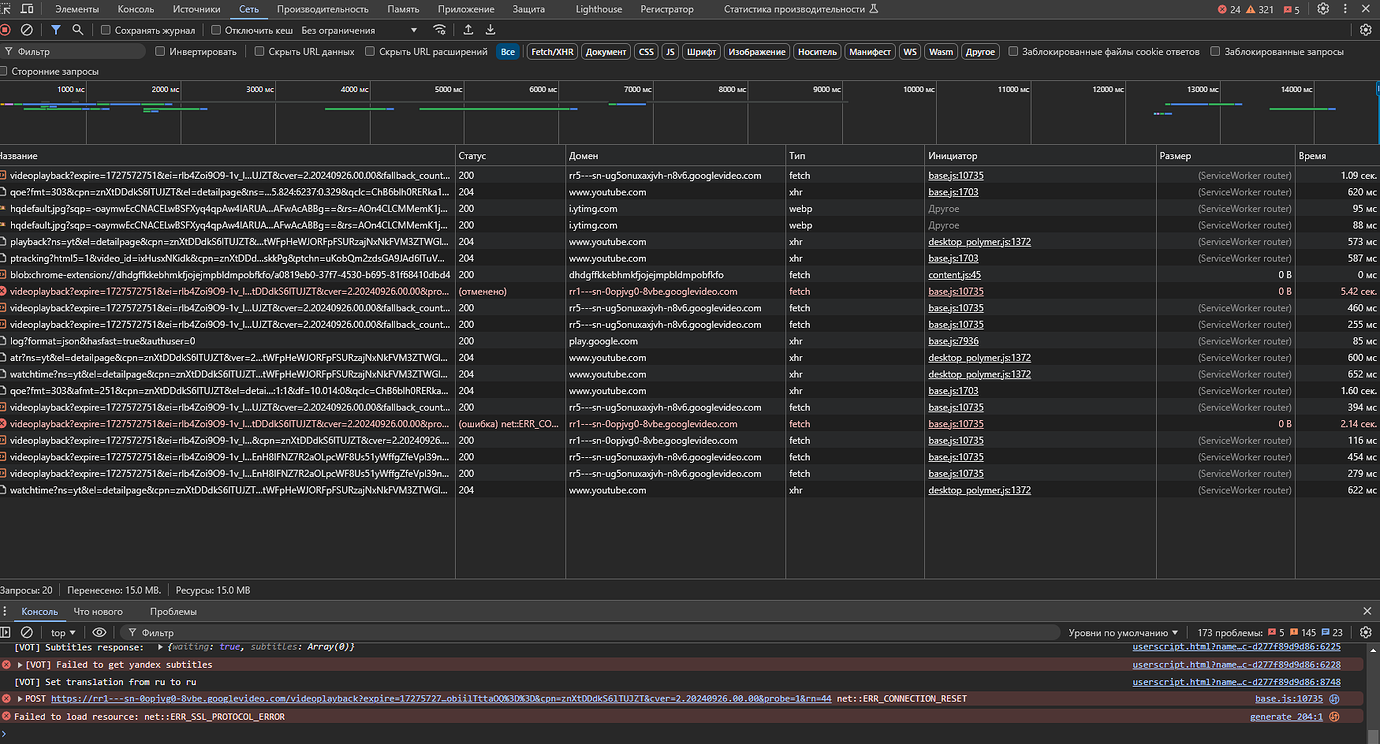 Элементы Консоль Источники Сеть Производительность Память Приложение Защита Lighthouse Регистратор Статистика производительности 24 321 5
Сохранять журнал Отключить кеш Без ограничения
Фильтр Инвертировать Скрыть URL данных Скрыть URL расширений Все Fetch/XHR Документ CSS JS Шрифт Изображение Носитель Манифест WS Wasm Другое Заблокированные файлы cookie ответов Заблокированные запросы
Сторонние запросы
1000 мс 2000 мс 3000 мс 4000 мс 5000 мс 6000 мс 7000 мс 8000 мс 9000 мс 10000 мс 11000 мс 12000 мс 13000 мс 14000 мс
Название Статус Домен Тип Инициатор Размер Время
videoplayback?expire=1727572751&ei=rlb4Zoi9O9-1v_I...UJZT&cver=2.20240926.00.00&fallback_count... 200 rr5---sn-ug5onuxaxjvh-n8v6.googlevideo.com fetch base.js:10735 (ServiceWorker router) 1.09 сек.
qoe?fmt=303&cpn=znXtDDdkS6lTUJZT&el=detailpage&ns=...5.824:6237:0.329&qclc=ChB6blh0RERka1... 204 www.youtube.com xhr base.js:1703 (ServiceWorker router) 620 мс
hqdefault.jpg?sqp=-oaymwEcCNACELwBSFXyq4qpAw4IARUA...AFwAcABBg==&rs=AOn4CLCMMemK1j... 200 i.ytimg.com webp Другое (ServiceWorker router) 95 мс
hqdefault.jpg?sqp=-oaymwEcCNACELwBSFXyq4qpAw4IARUA...AFwAcABBg==&rs=AOn4CLCMMemK1j... 200 i.ytimg.com webp Другое (ServiceWorker router) 88 мс
playback?ns=yt&el=detailpage&cpn=znXtDDdkS6lTUJZT&...tWFpHeWJORFpFSURzajNxNkFVM3ZTWGl... 204 www.youtube.com xhr desktop_polymer.js:1372 (ServiceWorker router) 573 мс
ptracking?html5=1&video_id=ixHusxNKidk&cpn=znXtDDd...skkPg&ptchn=uKobQm2zdsGA9JAd6lTuV... 204 www.youtube.com xhr base.js:1703 (ServiceWorker router) 587 мс
blob:chrome-extension://dhdgffkkebhmkfjojejmpbldmpobfkfo/a0819eb0-37f7-4530-b695-81f68410dbd4 200 dhdgffkkebhmkfjojejmpbldmpobfkfo fetch content.js:45 0 B 0 мс
videoplayback?expire=1727572751&ei=rlb4Zoi9O9-1v_I...tDDdkS6lTUJZT&cver=2.20240926.00.00&pro... (отменено) rr1---sn-0opjvg0-8vbe.googlevideo.com fetch base.js:10735 0 B 5.42 сек.
videoplayback?expire=1727572751&ei=rlb4Zoi9O9-1v_I...UJZT&cver=2.20240926.00.00&fallback_count... 200 rr5---sn-ug5onuxaxjvh-n8v6.googlevideo.com fetch base.js:10735 (ServiceWorker router) 460 мс
videoplayback?expire=1727572751&ei=rlb4Zoi9O9-1v_I...UJZT&cver=2.20240926.00.00&fallback_count... 200 rr5---sn-ug5onuxaxjvh-n8v6.googlevideo.com fetch base.js:10735 (ServiceWorker router) 255 мс
log?format=json&hasfast=true&authuser=0 200 play.google.com xhr base.js:7936 (ServiceWorker router) 85 мс
atr?ns=yt&el=detailpage&cpn=znXtDDdkS6lTUJZT&ver=2...tWFpHeWJORFpFSURzajNxNkFVM3ZTWGl... 204 www.youtube.com xhr desktop_polymer.js:1372 (ServiceWorker router) 600 мс
watchtime?ns=yt&el=detailpage&cpn=znXtDDdkS6lTUJZT...tWFpHeWJORFpFSURzajNxNkFVM3ZTWGl... 204 www.youtube.com xhr desktop_polymer.js:1372 (ServiceWorker router) 652 мс
qoe?fmt=303&afmt=251&cpn=znXtDDdkS6lTUJZT&el=detai...:1:1&df=10.014:0&qclc=ChB6blh0RERka... 204 www.youtube.com xhr base.js:1703 (ServiceWorker router) 1.60 сек.
videoplayback?expire=1727572751&ei=rlb4Zoi9O9-1v_I...UJZT&cver=2.20240926.00.00&fallback_count... 200 rr5---sn-ug5onuxaxjvh-n8v6.googlevideo.com fetch base.js:10735 (ServiceWorker router) 394 мс
videoplayback?expire=1727572751&ei=rlb4Zoi9O9-1v_I...tDDdkS6lTUJZT&cver=2.20240926.00.00&pro... (ошибка) net::ERR_CO... rr1---sn-0opjvg0-8vbe.googlevideo.com fetch base.js:10735 0 B 2.14 сек.
videoplayback?expire=1727572751&ei=rlb4Zoi9O9-1v_I...&cpn=znXtDDdkS6lTUJZT&cver=2.20240926.... 200 rr1---sn-0opjvg0-8vbe.googlevideo.com fetch base.js:10735 (ServiceWorker router) 116 мс
videoplayback?expire=1727572751&ei=rlb4Zoi9O9-1v_I...EnH8IFNZ7R2aOLpcWF8Us51yWffgZfeVpl39n... 200 rr5---sn-ug5onuxaxjvh-n8v6.googlevideo.com fetch base.js:10735 (ServiceWorker router) 454 мс
videoplayback?expire=1727572751&ei=rlb4Zoi9O9-1v_I...EnH8IFNZ7R2aOLpcWF8Us51yWffgZfeVpl39n... 200 rr5---sn-ug5onuxaxjvh-n8v6.googlevideo.com fetch base.js:10735 (ServiceWorker router) 279 мс
watchtime?ns=yt&el=detailpage&cpn=znXtDDdkS6lTUJZT...tWFpHeWJORFpFSURzajNxNkFVM3ZTWGl... 204 www.youtube.com xhr desktop_polymer.js:1372 (ServiceWorker router) 622 мс
Запросы: 20 Перенесено: 15.0 MB. Ресурсы: 15.0 MB
Консоль Что нового Проблемы
top Фильтр Уровни по умолчанию 173 проблемы: 5 145 23
[VOT] Subtitles response: {waiting: true, subtitles: Array(0)} userscript.html?name…c-d277f89d9d86:6225
[VOT] Failed to get yandex subtitles userscript.html?name…c-d277f89d9d86:6228
[VOT] Set translation from ru to ru userscript.html?name…c-d277f89d9d86:8748
POST https://rr1---sn-0opjvg0-8vbe.googlevideo.com/videoplayback?expire=17275727…obiilTttaOQ%3D%3D&cpn=znXtDDdkS6lTUJZT&cver=2.20240926.00.00&probe=1&rn=44 net::ERR_CONNECTION_RESET base.js:10735
Failed to load resource: net::ERR_SSL_PROTOCOL_ERROR generate_204:1